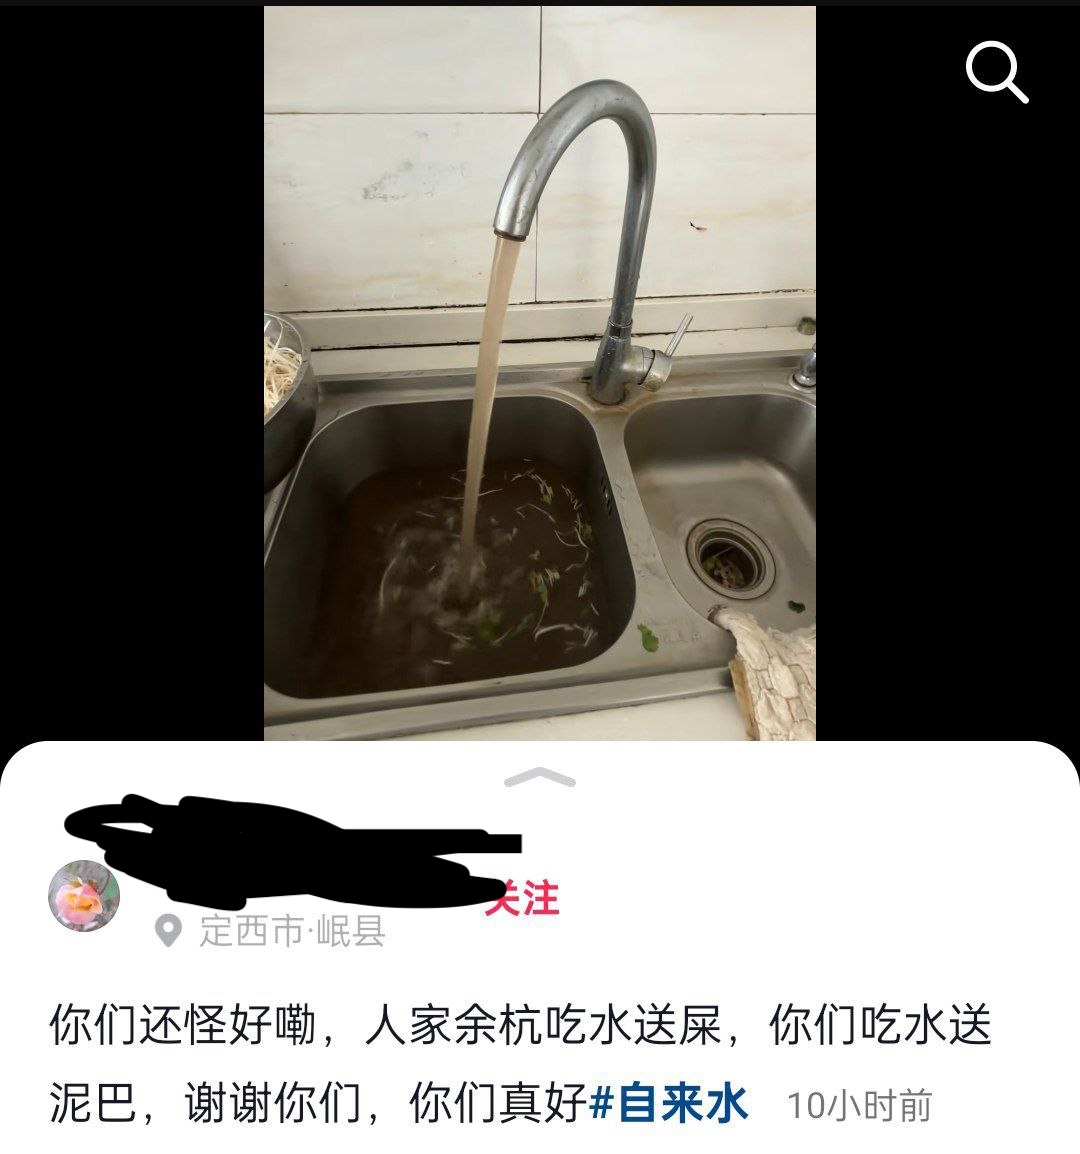 关注
定西市·岷县
你们还怪好嘞，人家余杭吃水送屎，你们吃水送
泥巴，谢谢你们，你们真好#自来水 10小时前